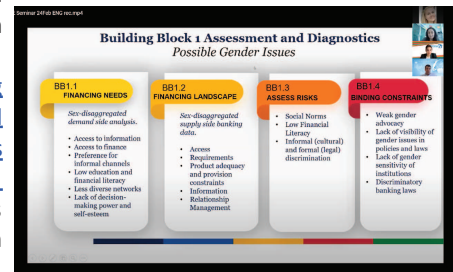 Seminar 24Feb ENG rec.mp4
Building Block 1 Assessment and Diagnostics
Possible Gender Issues
BB1.1
FINANCING NEEDS
Sex-disaggregated
demand side analysis.
• Access to information
• Access to finance
• Preference for
informal channels
• Low education and
financial literacy
• Less diverse networks
• Lack of decision-
making power and
self-esteem
BB1.2
FINANCING LANDSCAPE
Sex-disaggregated
supply side banking
data.
• Access
• Requirements
• Product adequacy
and provision
constraints
• Information
• Relationship
Management
BB1.3
ASSESS RISKS
• Social Norms
• Low Financial
Literacy
• Informal (cultural)
and formal (legal)
discrimination
BB1.4
BINDING CONSTRAINTS
• Weak gender
advocacy
• Lack of visibility of
gender issues in
policies and laws
• Lack of gender
sensitivity of
institutions
• Discriminatory
banking laws